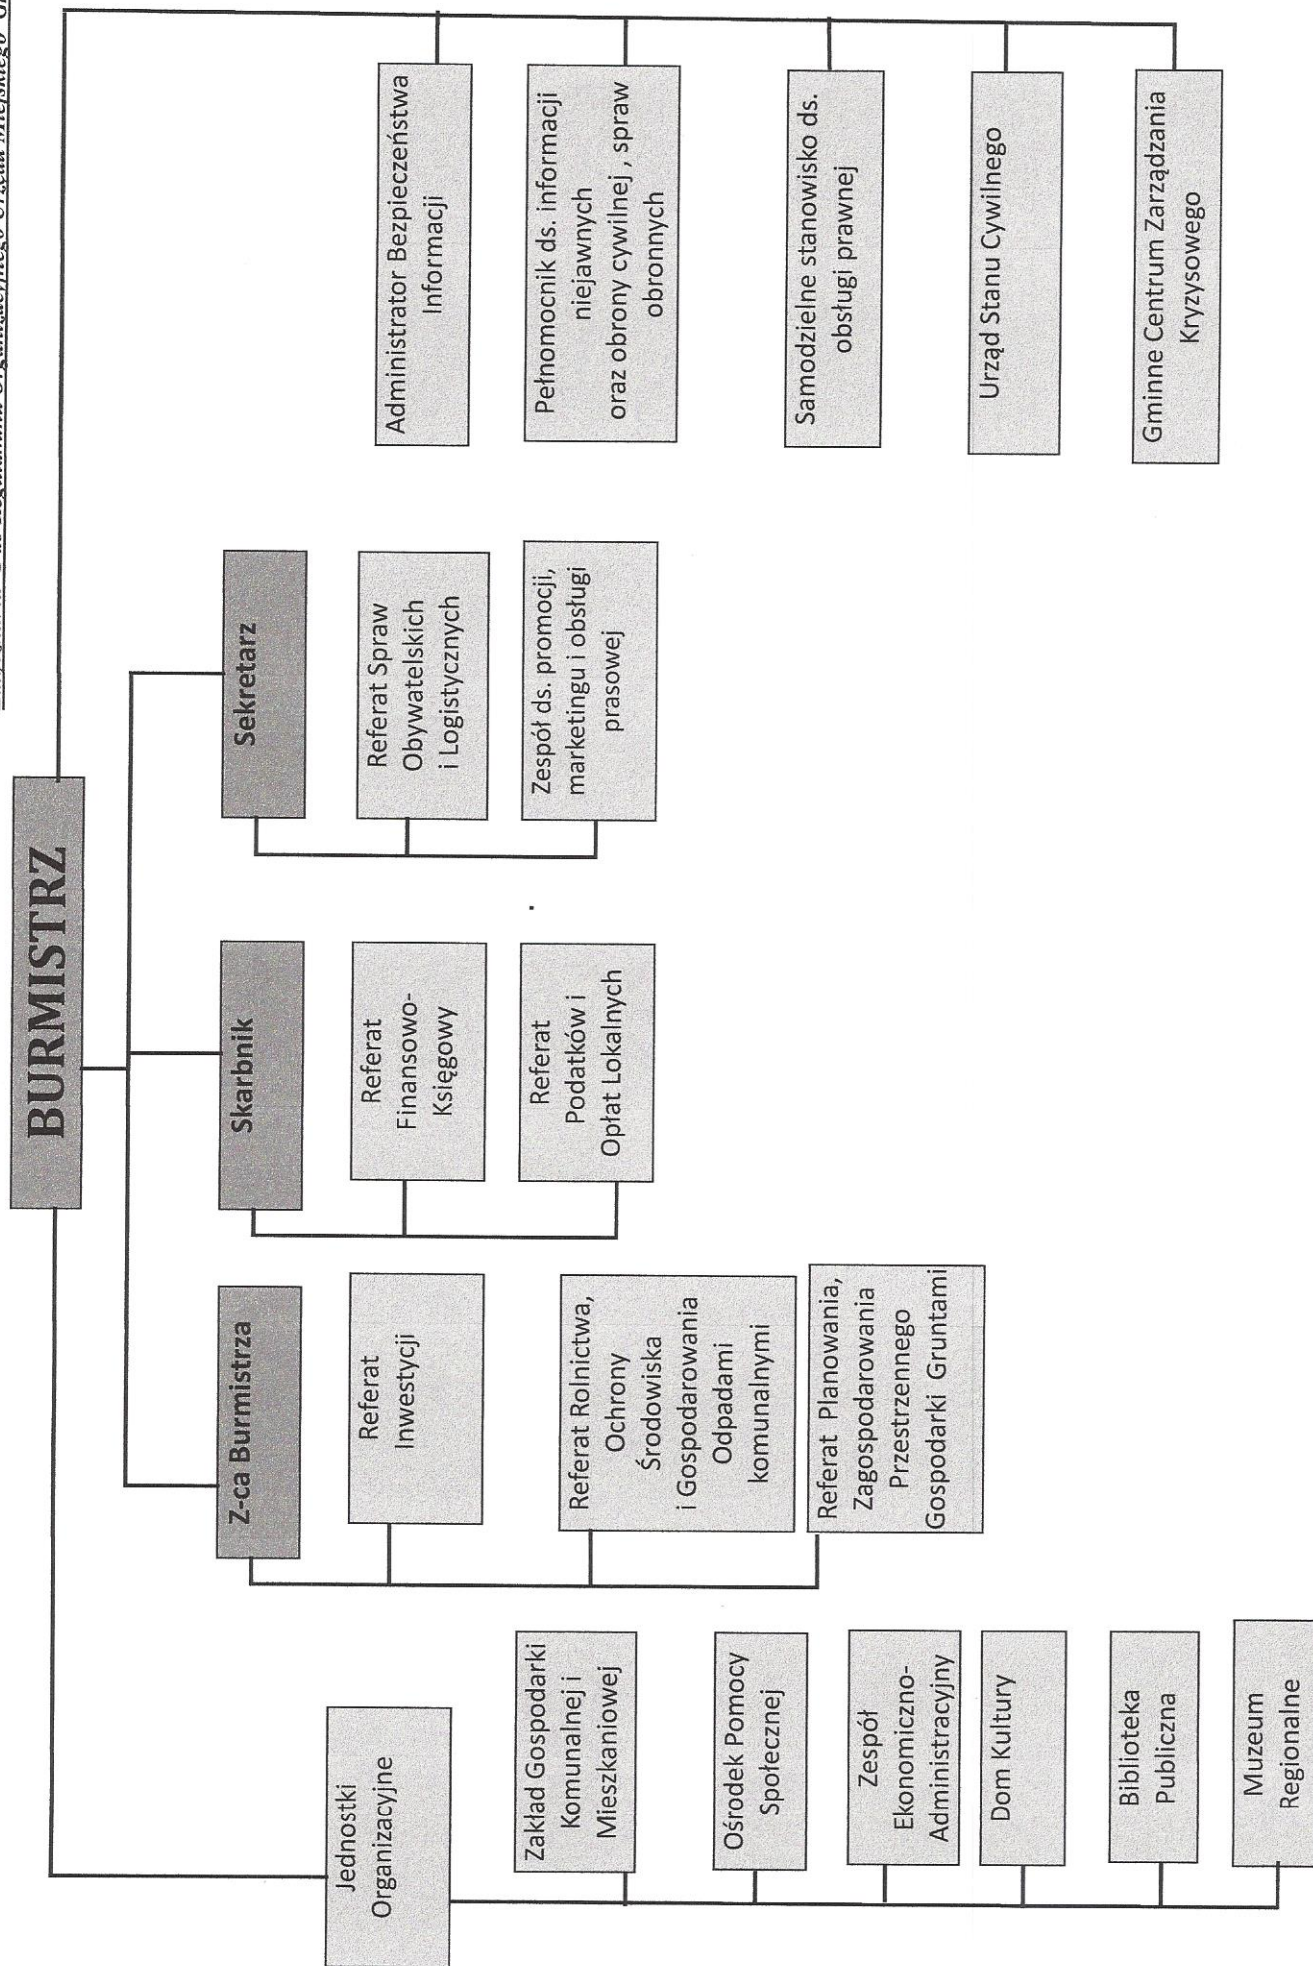 Organizacyjnego Urzędu Miejskiego
BURMISTRZ
Jednostki
Organizacyjne
Zakład Gospodarki
Komunalnej i
Mieszkaniowej
Ośrodek Pomocy
Społecznej
Zespół
Ekonomiczno-
Administracyjny
Dom Kultury
Biblioteka
Publiczna
Muzeum
Regionalne
Z-ca Burmistrza
Referat
Inwestycji
Referat Rolnictwa,
Ochrony
Środowiska
i Gospodarowania
Odpadami
komunalnymi
Referat Planowania,
Zagospodarowania
Przestrzennego
Gospodarki Gruntami
Skarbnik
Referat
Finansowo-
Księgowy
Referat
Podatków i
Opłat Lokalnych
Sekretarz
Referat Spraw
Obywatelskich
i Logistycznych
Zespół ds. promocji,
marketingu i obsługi
prasowej
Administrator Bezpieczeństwa
Informacji
Pełnomocnik ds. informacji
niejawnych
oraz obrony cywilnej , spraw
obronnych
Samodzielne stanowisko ds.
obsługi prawnej
Urząd Stanu Cywilnego
Gminne Centrum Zarządzania
Kryzysowego